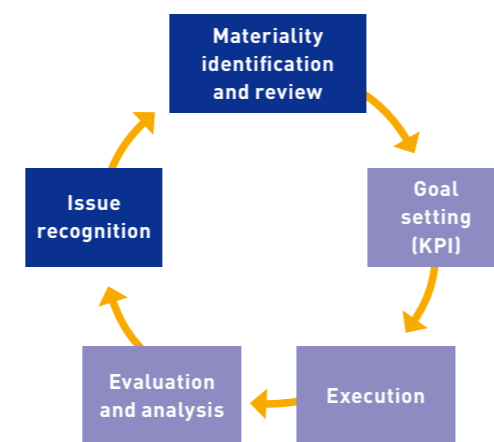 Materiality
identification
and review
Goal
setting
(KPI)
Issue
recognition
Evaluation
and analysis
Execution